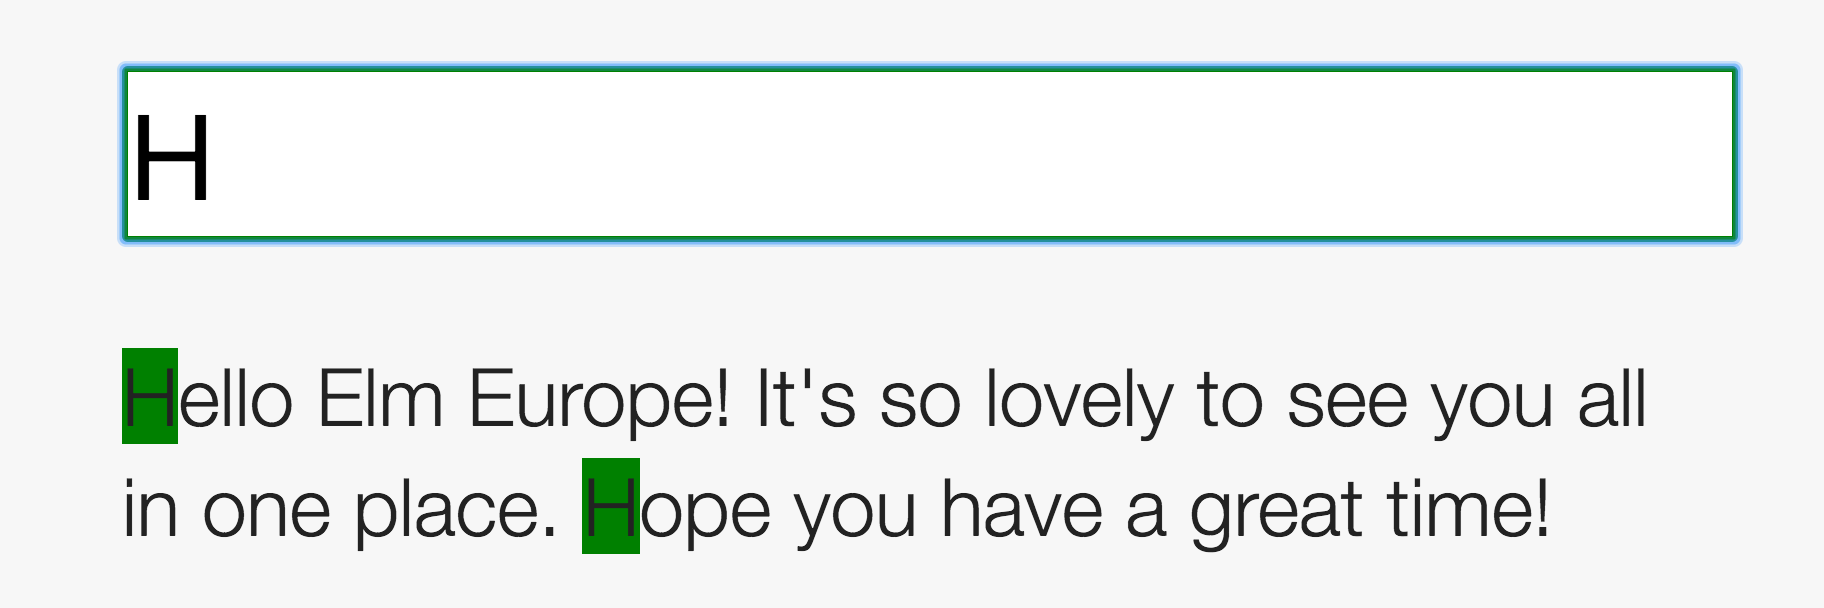 H
Hello Elm Europe! It's so lovely to see you all
in one place. Hope you have a great time!